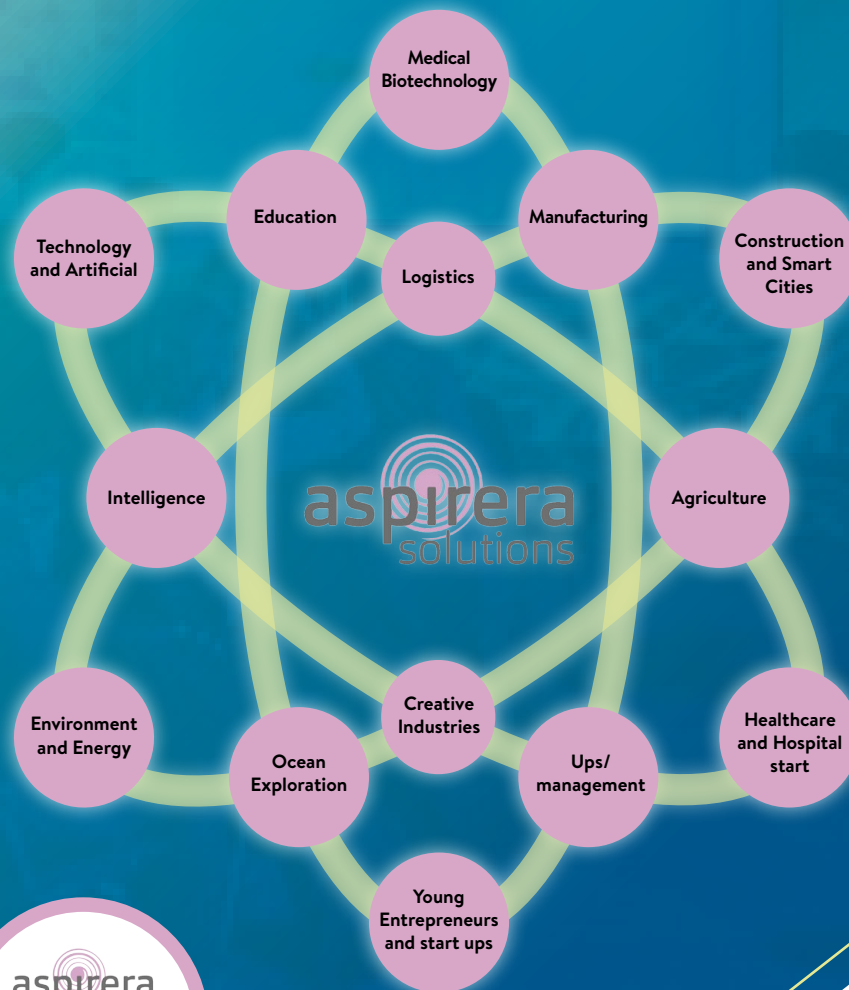 Medical
Biotechnology
Education
Manufacturing
Technology
and Artificial
Logistics
Construction
and Smart
Cities
Intelligence
aspirera
solutions
Agriculture
Environment
and Energy
Creative
Industries
Healthcare
and Hospital
start
Ocean
Exploration
Ups/
management
Young
Entrepreneurs
and start ups
aspirera